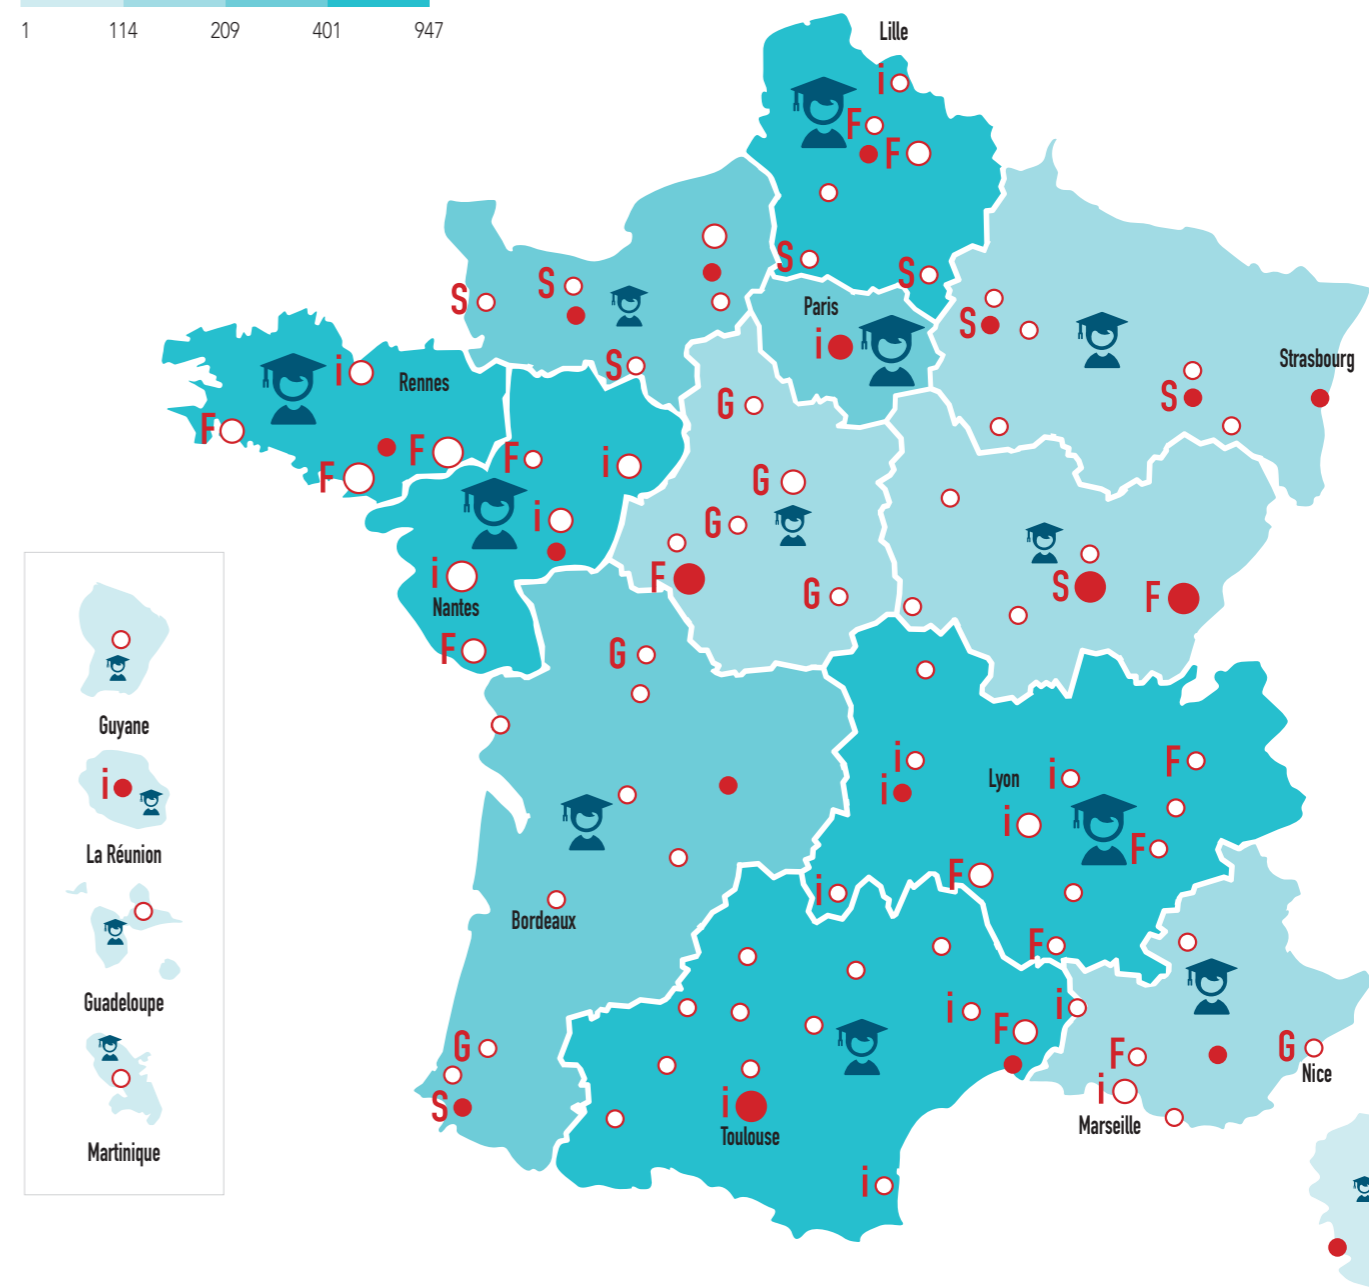 1 114 209 401 947
Lille
i
F
F
S
S
S
S
S
Paris
i
S
S
Strasbourg
i
Rennes
F
F
F
F
i
i
i
Nantes
F
G
G
G
G
F
S
F
G
Guyane
i
La Réunion
Guadeloupe
Martinique
i
i
Lyon
i
i
F
F
F
F
i
Bordeaux
G
S
i
Toulouse
i
F
i
i
F
i
Marseille
G
Nice